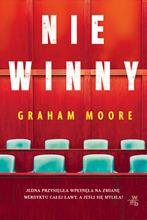 NIE
WINNY
GRAHAM MOORE
JEDNA PRZYSIĘGŁA WPŁYNĘŁA NA ZMIANĘ
WERDYKTU CAŁEJ ŁAWY. A JEŚLI SIĘ MYLIŁA?